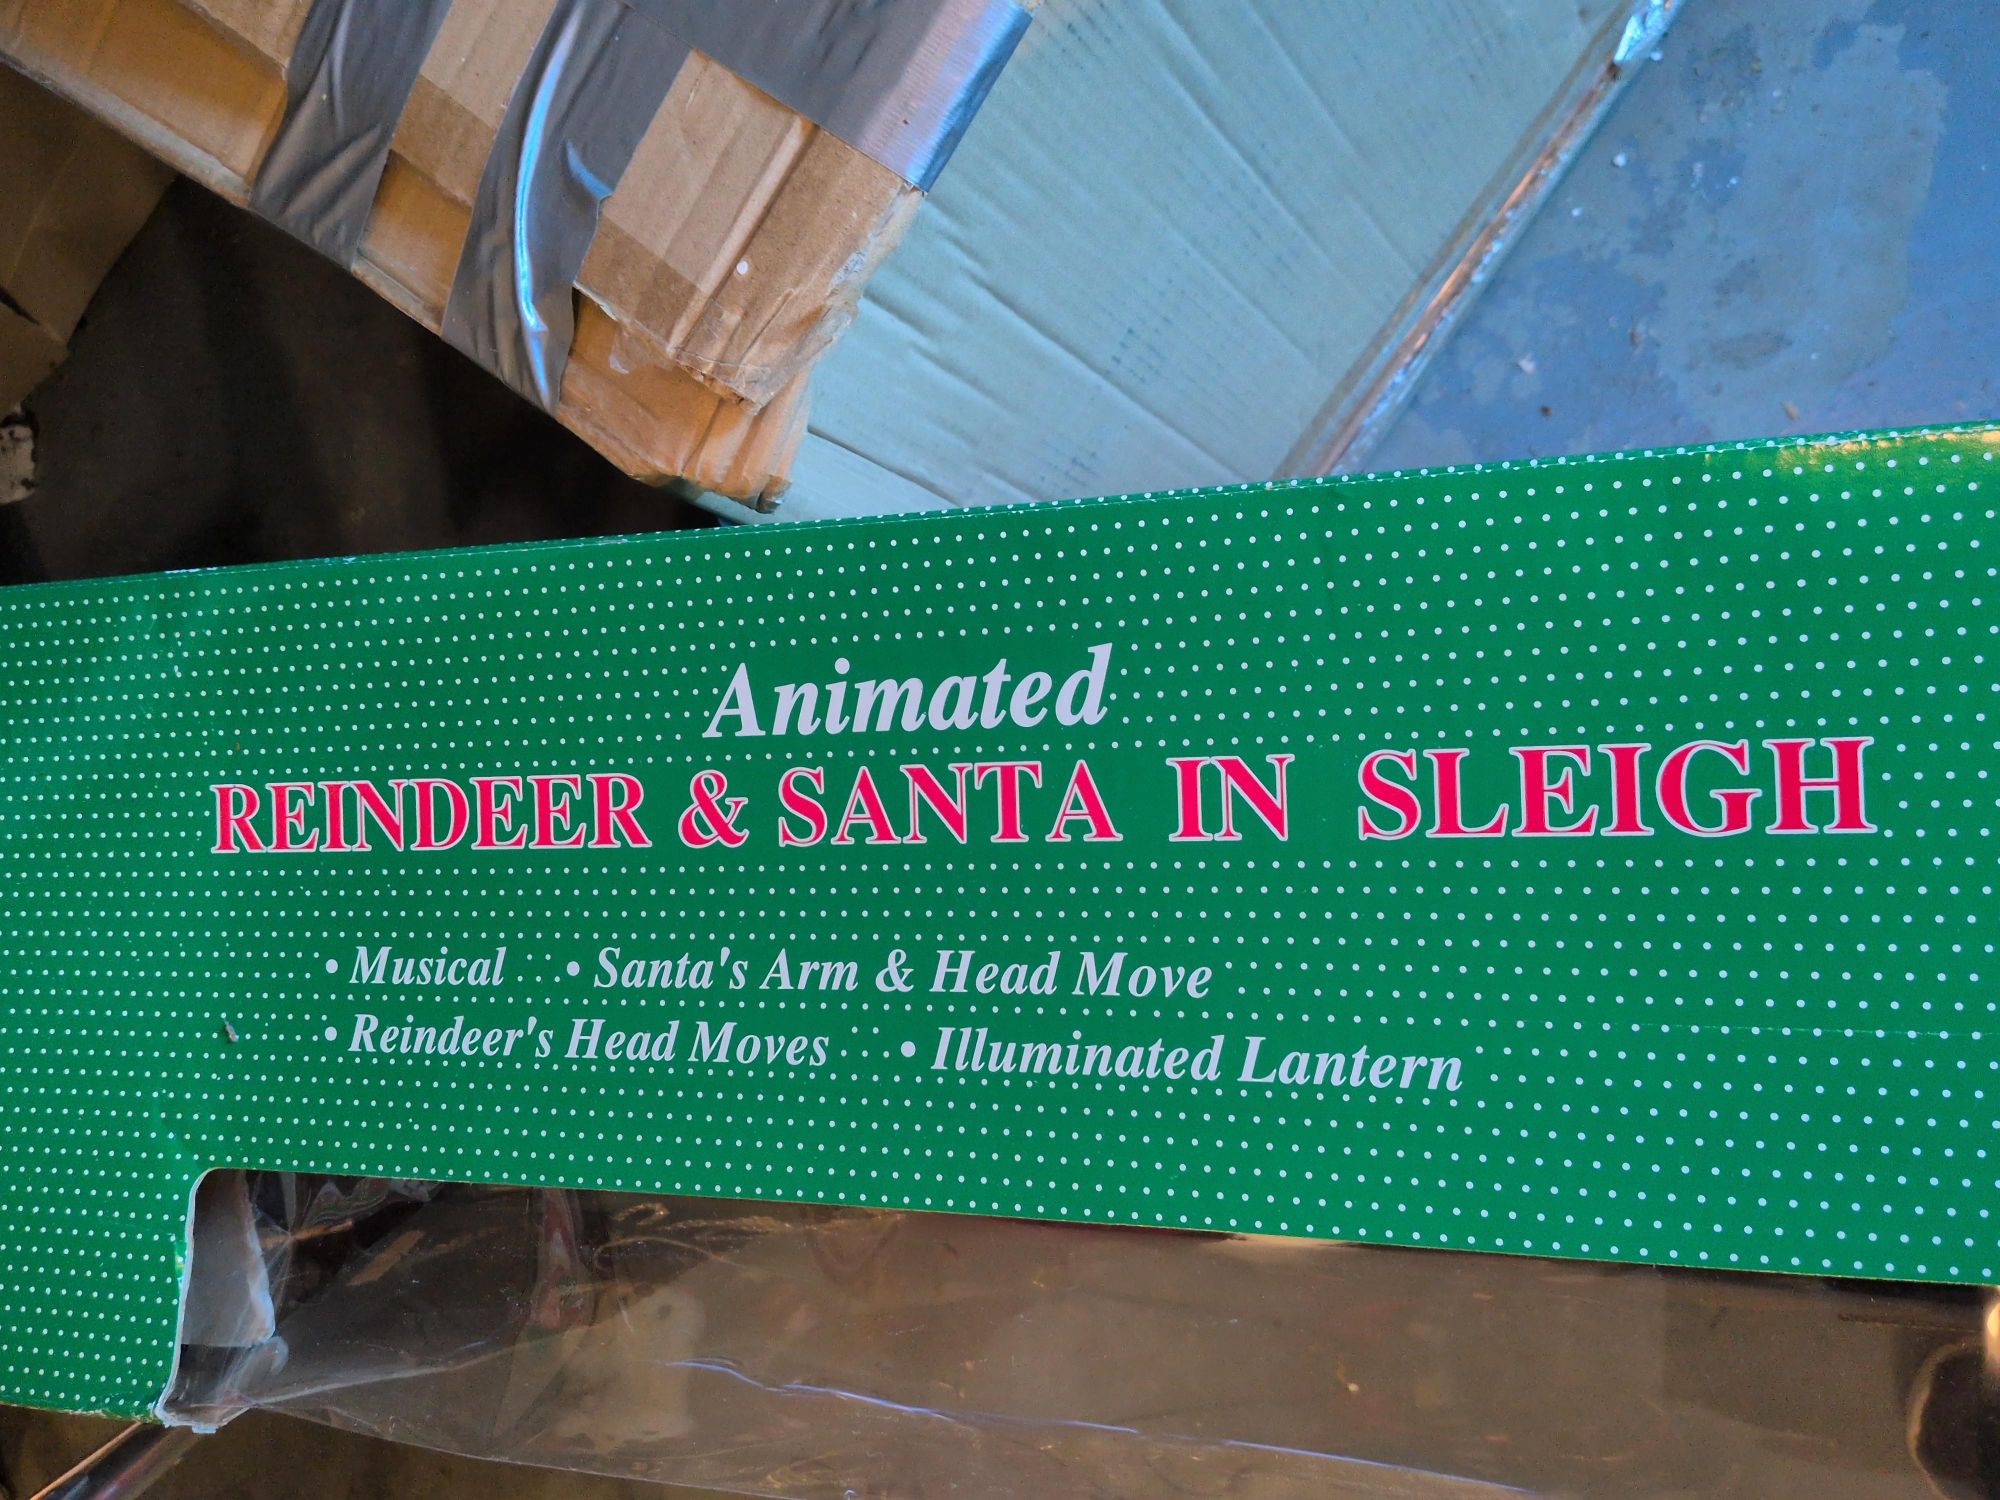 Animated
REINDEER & SANTA IN SLEIGH
• Musical • Santa's Arm & Head Move
• Reindeer's Head Moves • Illuminated Lantern